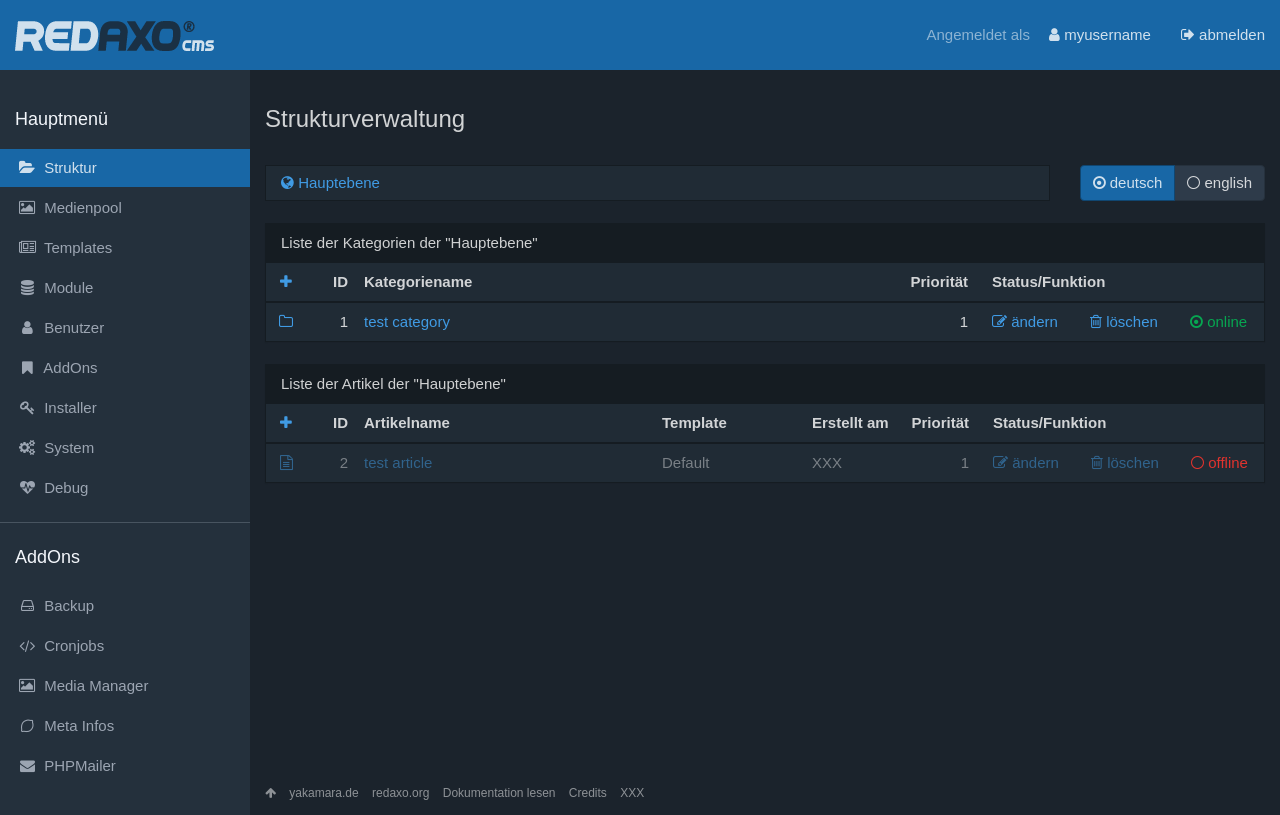 REDAXO® cms
Angemeldet als myusername abmelden
Hauptmenü
Struktur
Medienpool
Templates
Module
Benutzer
AddOns
Installer
System
Debug
AddOns
Backup
Cronjobs
Media Manager
Meta Infos
PHPMailer
Strukturverwaltung
Hauptebene
deutsch english
Liste der Kategorien der "Hauptebene"
ID Kategoriename Priorität Status/Funktion
1 test category 1 ändern löschen online
Liste der Artikel der "Hauptebene"
ID Artikelname Template Erstellt am Priorität Status/Funktion
2 test article Default XXX 1 ändern löschen offline
yakamara.de redaxo.org Dokumentation lesen Credits XXX